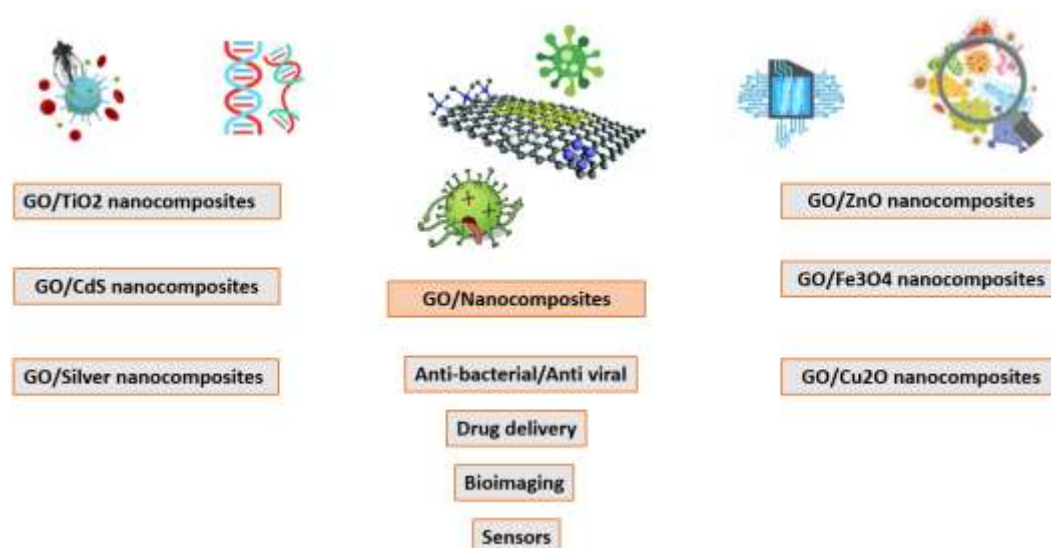 GO/TiO2 nanocomposites
GO/CdS nanocomposites
GO/Silver nanocomposites
GO/Nanocomposites
Anti-bacterial/Anti viral
Drug delivery
Bioimaging
Sensors
GO/ZnO nanocomposites
GO/Fe3O4 nanocomposites
GO/Cu2O nanocomposites